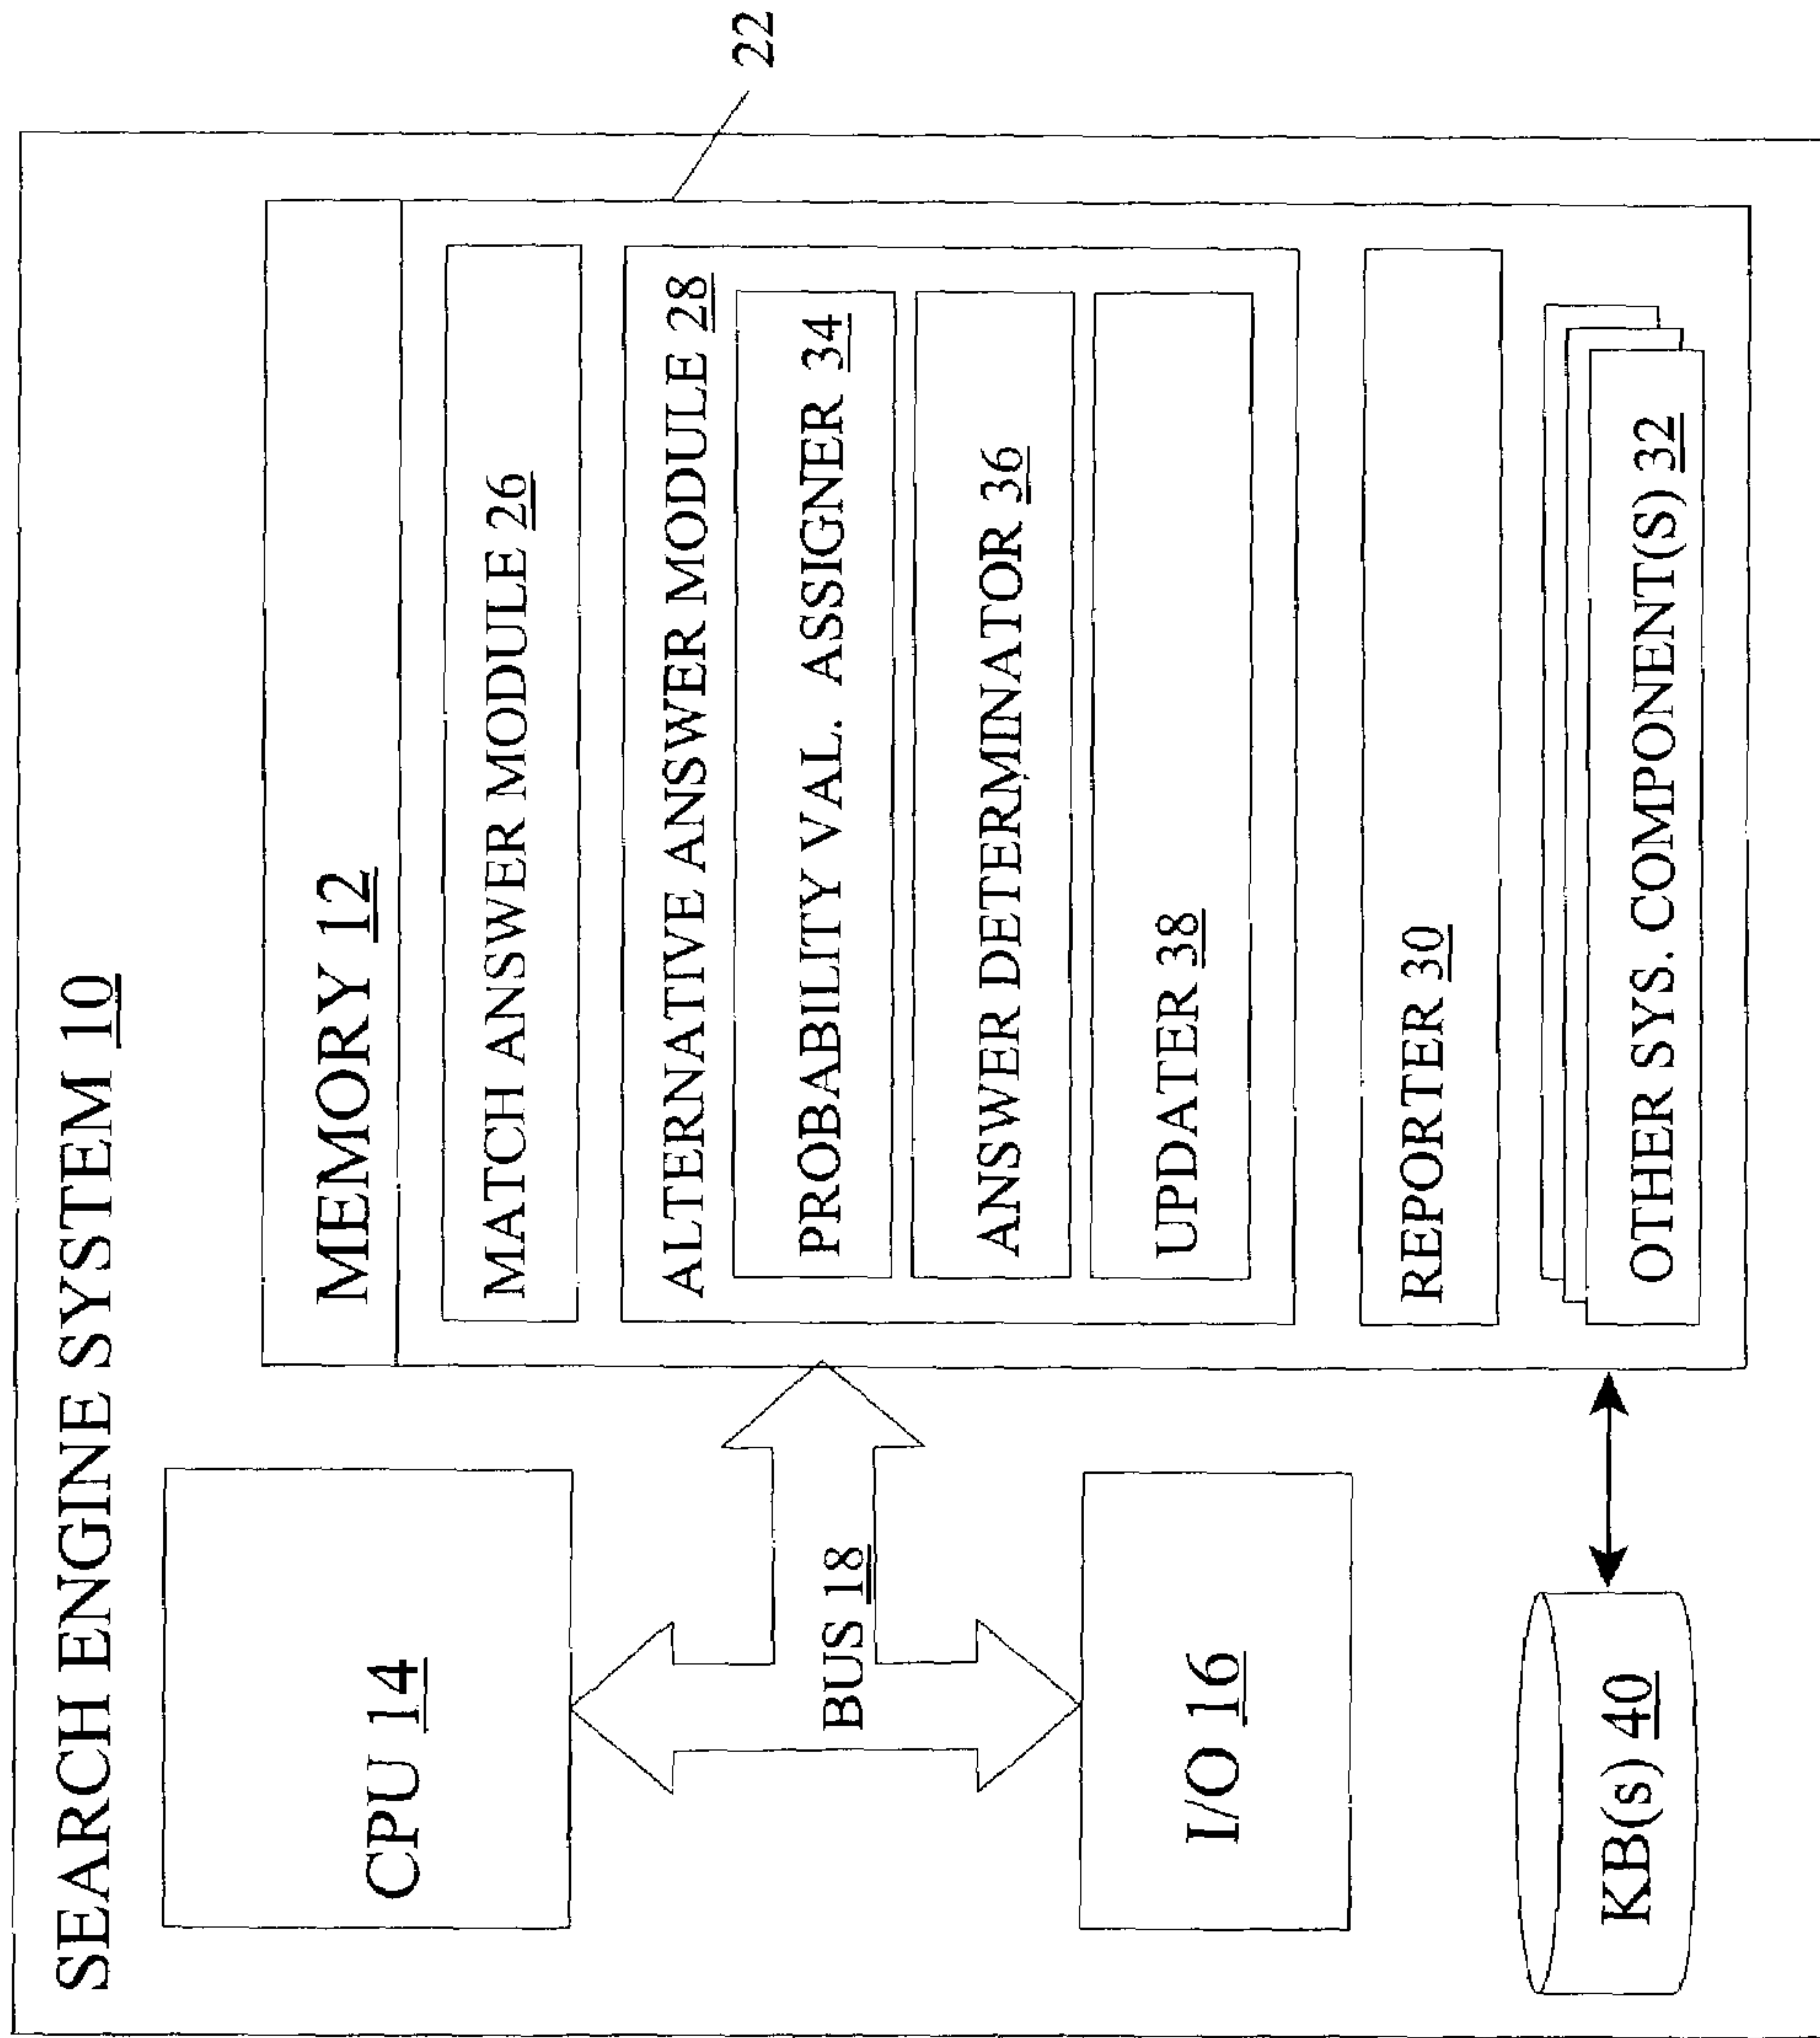 SEARCH ENGINE SYSTEM 10
CPU 14
BUS 18
I/O 16
KB(s) 40
MEMORY 12
22
MATCH ANSWER MODULE 26
ALTERNATIVE ANSWER MODULE 28
PROBABILITY VAL. ASSIGNER 34
ANSWER DETERMINATOR 36
UPDATER 38
REPORTER 30
OTHER SYS. COMPONENT(S) 32